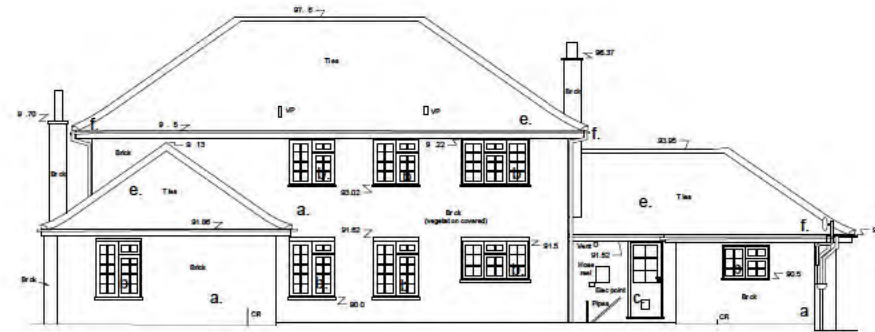 97. 5
96.37
Tiles
Brick
9 . 70
VP
VP
e.
f.
9 . 5
f.
Brick
9 . 13
9 .22
93.95
b.
b
Brick
e.
Tiles
93.02
e.
Tiles
a.
Brick
(vegetation covered)
91.86
91.62
f.
91.5
Vent
91.52
Brick
Hose
reel
90.5
Elec point
Brick
a.
Pipes
c.
Brick
a
90.0
CR
CR